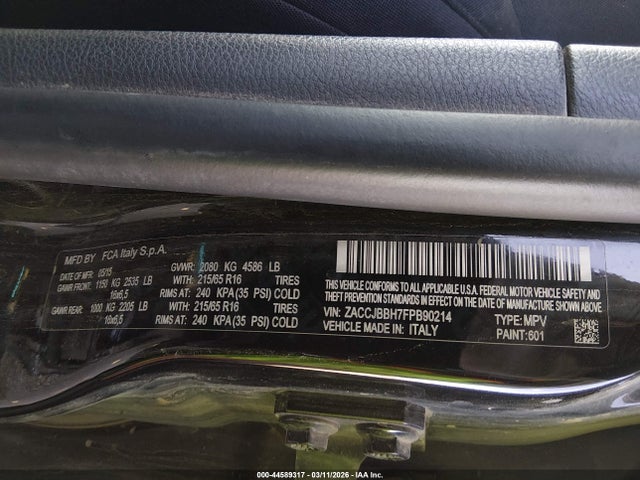 MFD BY FCA Italy S.p.A.
DATE MFD: 05/15 GVWR: 2080 KG 4586 LB
GAWR FRONT: 1150 KG 2535 LB WITH: 215/65 R16 TIRES
16x6,5 RIMS AT: 240 KPA(35 PSI) COLD
GAWR REAR: 1000 KG 2205 LB WITH: 215/65 R16 TIRES
16x6,5 RIMS AT: 240 KPA(35 PSI) COLD
THIS VEHICLE CONFORMS TO ALL APPLICABLE U.S.A. FEDERAL MOTOR VEHICLE SAFETY
AND THEFT PREVENTION STANDARDS IN EFFECT ON THE DATE OF MANUFACTURE SHOWN ABOVE.
VIN: ZACCJBBH7FPB90214 TYPE: MPV
VEHICLE MADE IN: ITALY PAINT: 601
000-44589317 - 03/11/2026 - IAA Inc.